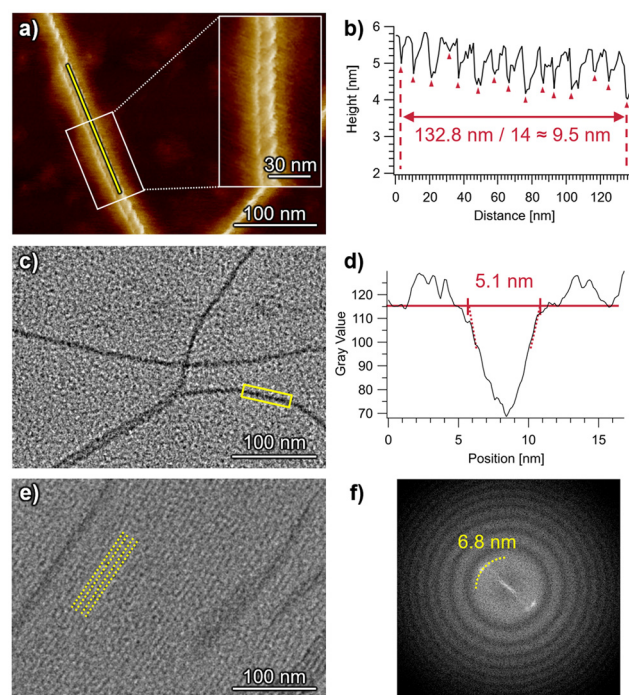 a)
30 nm
100 nm
b)
Height [nm]
6
5
4
3
2
132.8 nm / 14 ≈ 9.5 nm
0 20 40 60 80 100 120
Distance [nm]
c)
100 nm
d)
Gray Value
120
110
100
90
80
70
5.1 nm
0 5 10 15
Position [nm]
e)
100 nm
f)
6.8 nm